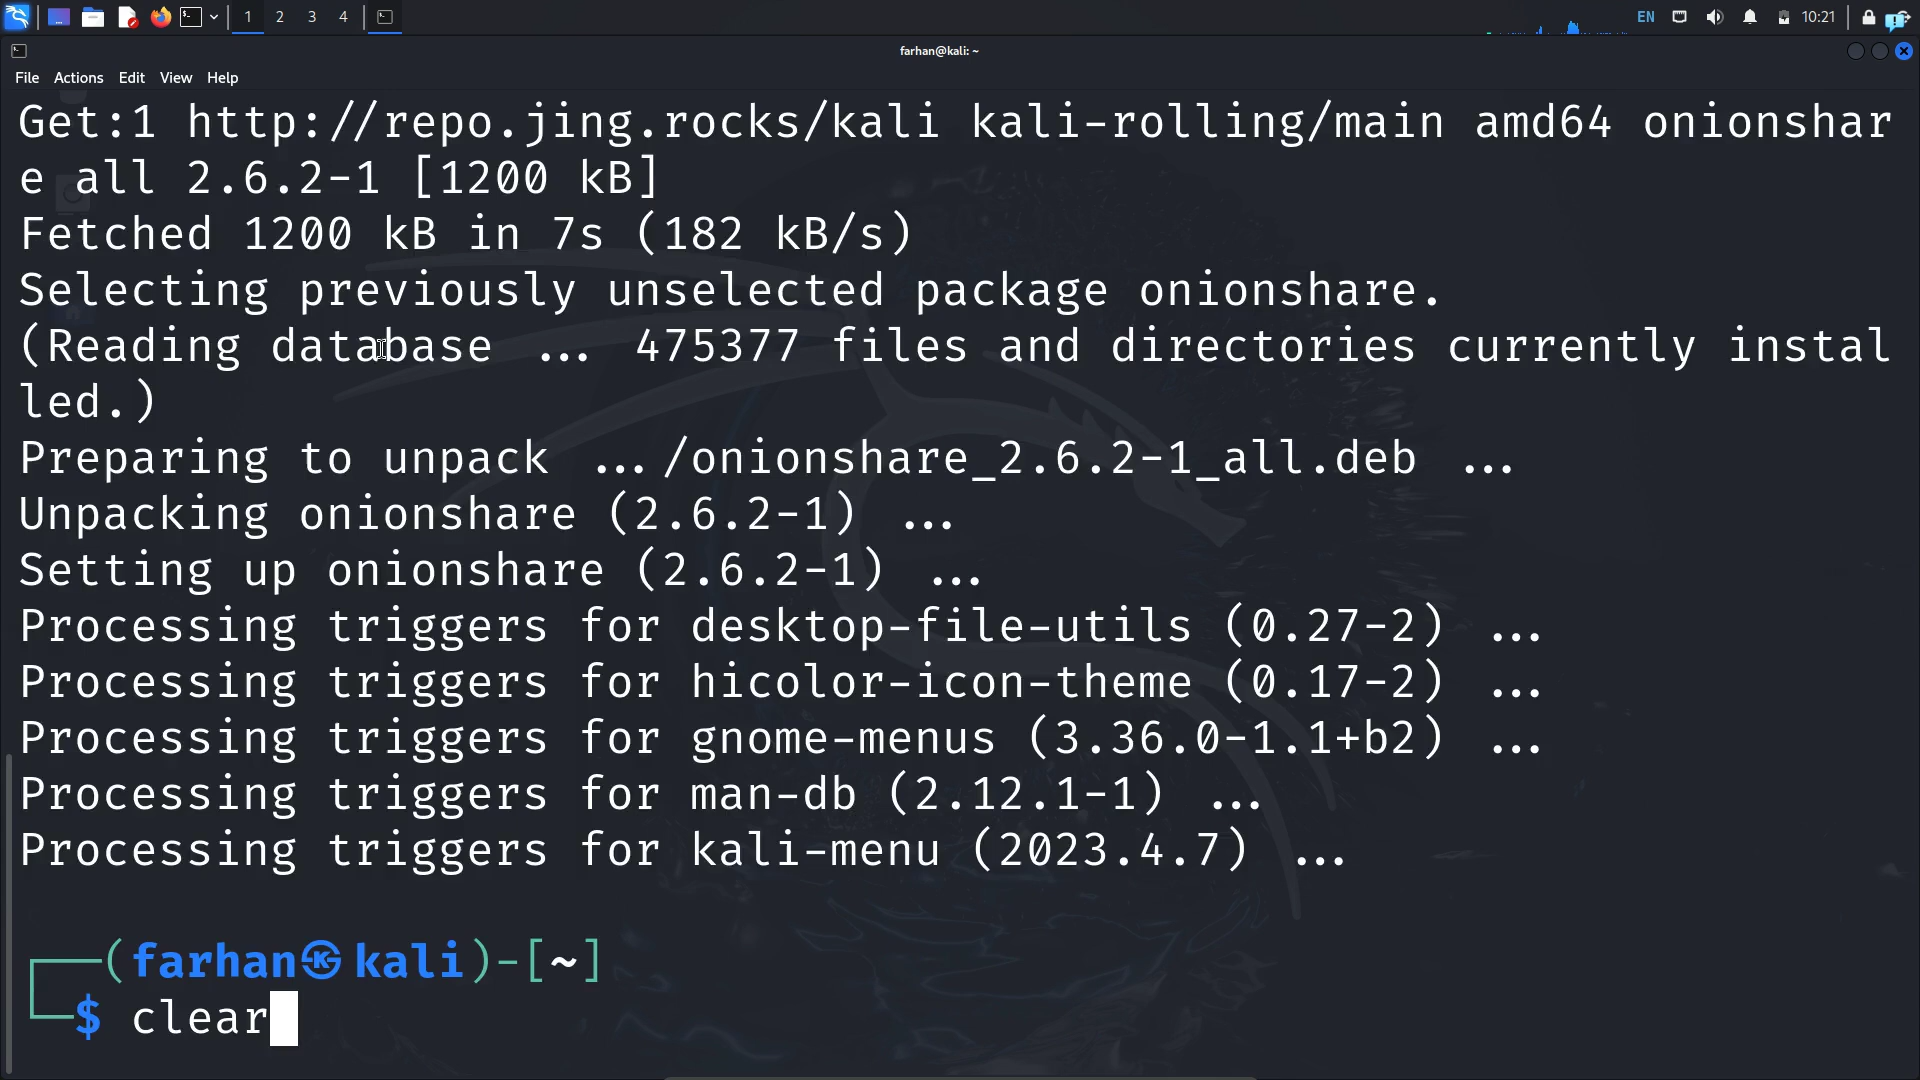 1 2 3 4 EN 10:21
farhan@kali: ~
File Actions Edit View Help
Get:1 http://repo.jing.rocks/kali kali-rolling/main amd64 onionshar
e all 2.6.2-1 [1200 kB]
Fetched 1200 kB in 7s (182 kB/s)
Selecting previously unselected package onionshare.
(Reading database ... 475377 files and directories currently instal
led.)
Preparing to unpack .../onionshare_2.6.2-1_all.deb ...
Unpacking onionshare (2.6.2-1) ...
Setting up onionshare (2.6.2-1) ...
Processing triggers for desktop-file-utils (0.27-2) ...
Processing triggers for hicolor-icon-theme (0.17-2) ...
Processing triggers for gnome-menus (3.36.0-1.1+b2) ...
Processing triggers for man-db (2.12.1-1) ...
Processing triggers for kali-menu (2023.4.7) ...
┌──(farhan㉿kali)-[~]
└─$ clear